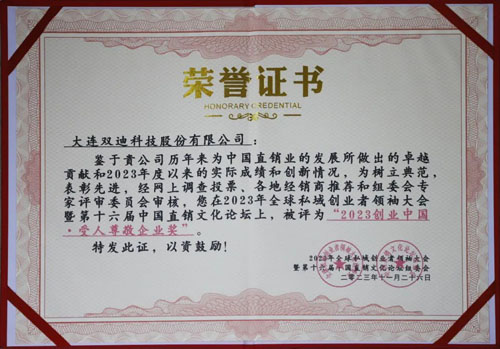 荣誉证书
HONORARY CREDENTIAL
大连双迪科技股份有限公司：
鉴于贵公司历年来为中国直销业的发展所做出的卓越
贡献和2023年度以来的实际成绩和创新情况，为树立典范，
表彰先进，经网上调查投票、各地经销商推荐和组委会专
家评审委员会审核，您在2023年全球私域创业者领袖大会
暨第十六届中国直销文化论坛上，被评为“2023创业中国
·受人尊敬企业奖”。
特发此证，以资鼓励！
2023年全球私域创业者领袖大会
暨第十六届中国直销文化论坛组委会
二〇二三年十一月二十六日